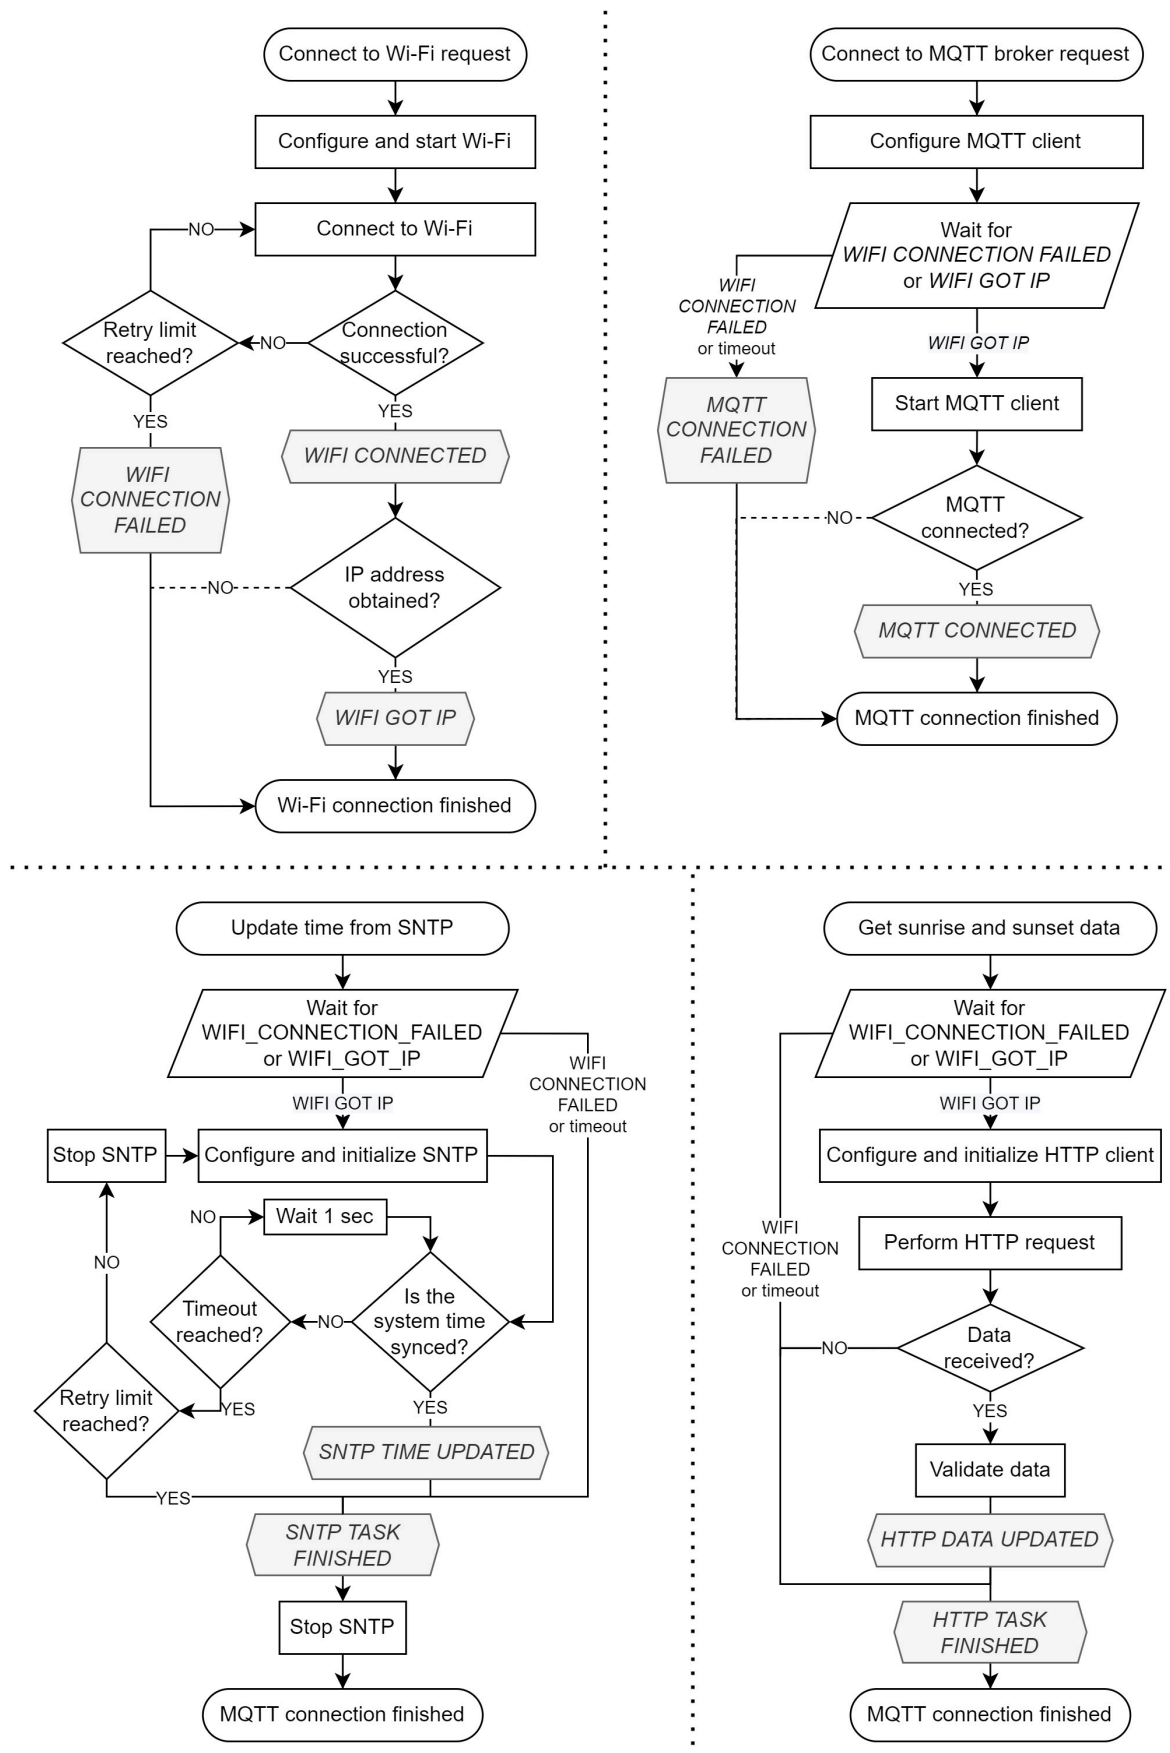 Connect to Wi-Fi request
Configure and start Wi-Fi
NO
Connect to Wi-Fi
Retry limit
reached?
NO
Connection
successful?
YES
YES
WIFI
CONNECTION
FAILED
WIFI CONNECTED
NO
IP address
obtained?
YES
WIFI GOT IP
Wi-Fi connection finished
Connect to MQTT broker request
Configure MQTT client
Wait for
WIFI CONNECTION FAILED
or WIFI GOT IP
WIFI
CONNECTION
FAILED
or timeout
WIFI GOT IP
MQTT
CONNECTION
FAILED
Start MQTT client
NO
MQTT
connected?
YES
MQTT CONNECTED
MQTT connection finished
Update time from SNTP
Wait for
WIFI_CONNECTION_FAILED
or WIFI_GOT_IP
WIFI
CONNECTION
FAILED
or timeout
WIFI GOT IP
Stop SNTP
Configure and initialize SNTP
NO
Wait 1 sec
NO
Timeout
reached?
NO
Is the
system time
synced?
Retry limit
reached?
YES
YES
SNTP TIME UPDATED
YES
SNTP TASK
FINISHED
Stop SNTP
MQTT connection finished
Get sunrise and sunset data
Wait for
WIFI_CONNECTION_FAILED
or WIFI_GOT_IP
WIFI GOT IP
Configure and initialize HTTP client
WIFI
CONNECTION
FAILED
or timeout
Perform HTTP request
NO
Data
received?
YES
Validate data
HTTP DATA UPDATED
HTTP TASK
FINISHED
MQTT connection finished